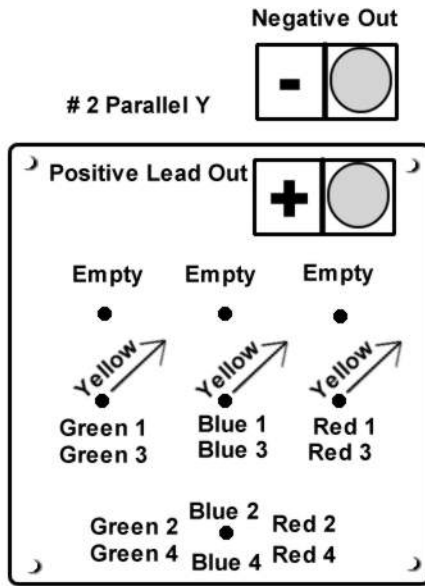 Negative Out
-
# 2 Parallel Y
Positive Lead Out
+
Empty Empty Empty
Yellow Yellow Yellow
Green 1 Blue 1 Red 1
Green 3 Blue 3 Red 3
Green 2 Blue 2 Red 2
Green 4 Blue 4 Red 4